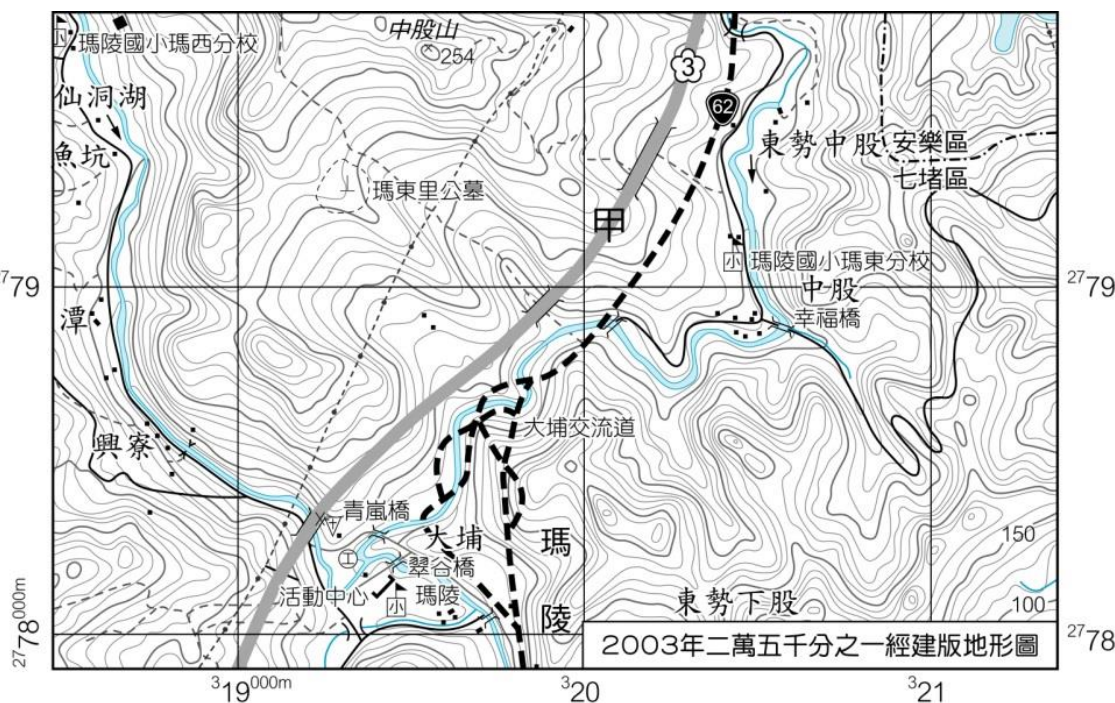 瑪陵國小瑪西分校
小
中股山
254
3
62
仙洞湖
魚坑
東勢中股
安樂區
七堵區
瑪東里公墓
甲
小
瑪陵國小瑪東分校
2779
2779
中股
幸福橋
潭
大埔交流道
興寮
青嵐橋
大埔
瑪
150
工
翠谷橋
活動中心
小
瑪陵
陵
東勢下股
100
2778000m
2778
2003年二萬五千分之一經建版地形圖
319000m
320
321